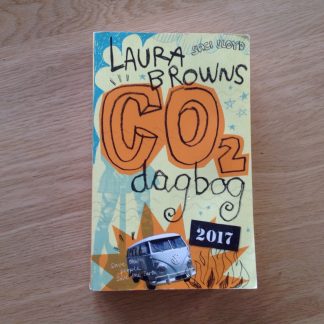 LAURA
SACI LLOYD
BROWNS
CO2
dagbog
2017